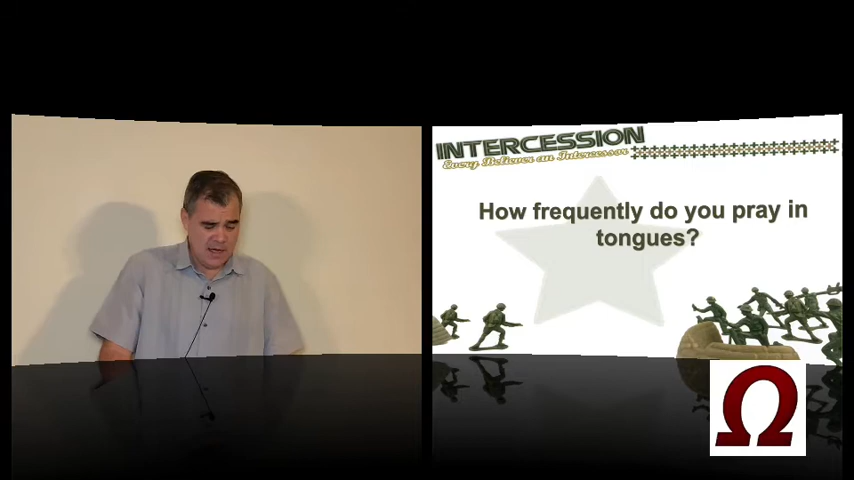 INTERCESSION
Every Believer an Intercessor
How frequently do you pray in
tongues?
Ω